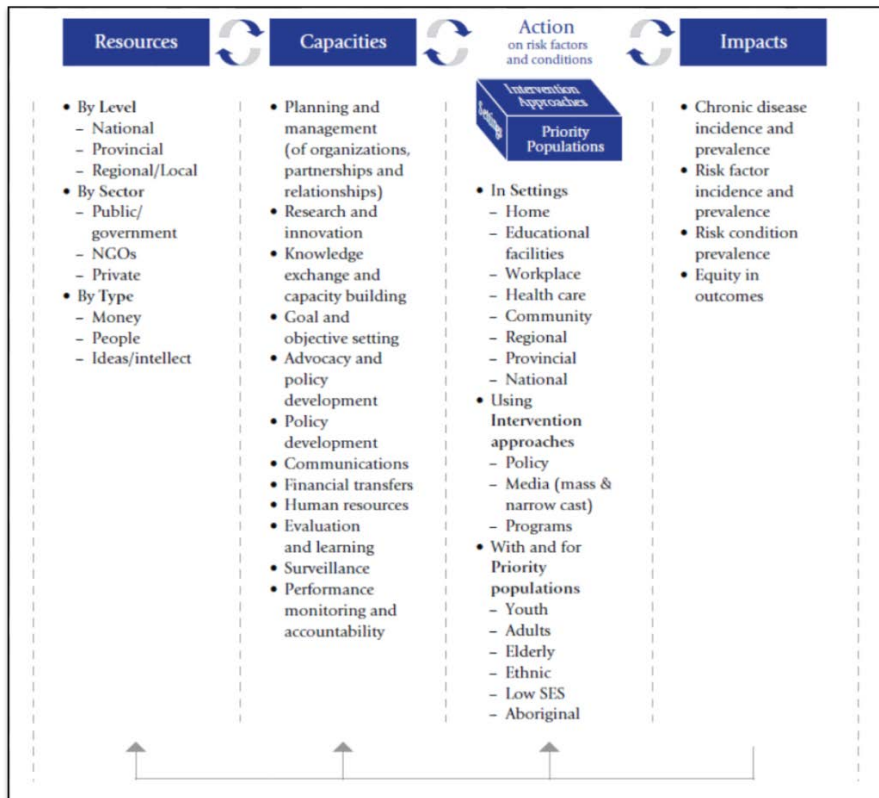 Resources
Capacities
Action
on risk factors
and conditions
Impacts
• By Level
– National
– Provincial
– Regional/Local
• By Sector
– Public/
government
– NGOs
– Private
• By Type
– Money
– People
– Ideas/intellect
• Planning and
management
(of organizations,
partnerships and
relationships)
• Research and
innovation
• Knowledge
exchange and
capacity building
• Goal and
objective setting
• Advocacy and
policy
development
• Policy
development
• Communications
• Financial transfers
• Human resources
• Evaluation
and learning
• Surveillance
• Performance
monitoring and
accountability
Intervention
Approaches
Settings
Priority
Populations
• In Settings
– Home
– Educational
facilities
– Workplace
– Health care
– Community
– Regional
– Provincial
– National
• Using
Intervention
approaches
– Policy
– Media (mass &
narrow cast)
– Programs
• With and for
Priority
populations
– Youth
– Adults
– Elderly
– Ethnic
– Low SES
– Aboriginal
• Chronic disease
incidence and
prevalence
• Risk factor
incidence and
prevalence
• Risk condition
prevalence
• Equity in
outcomes